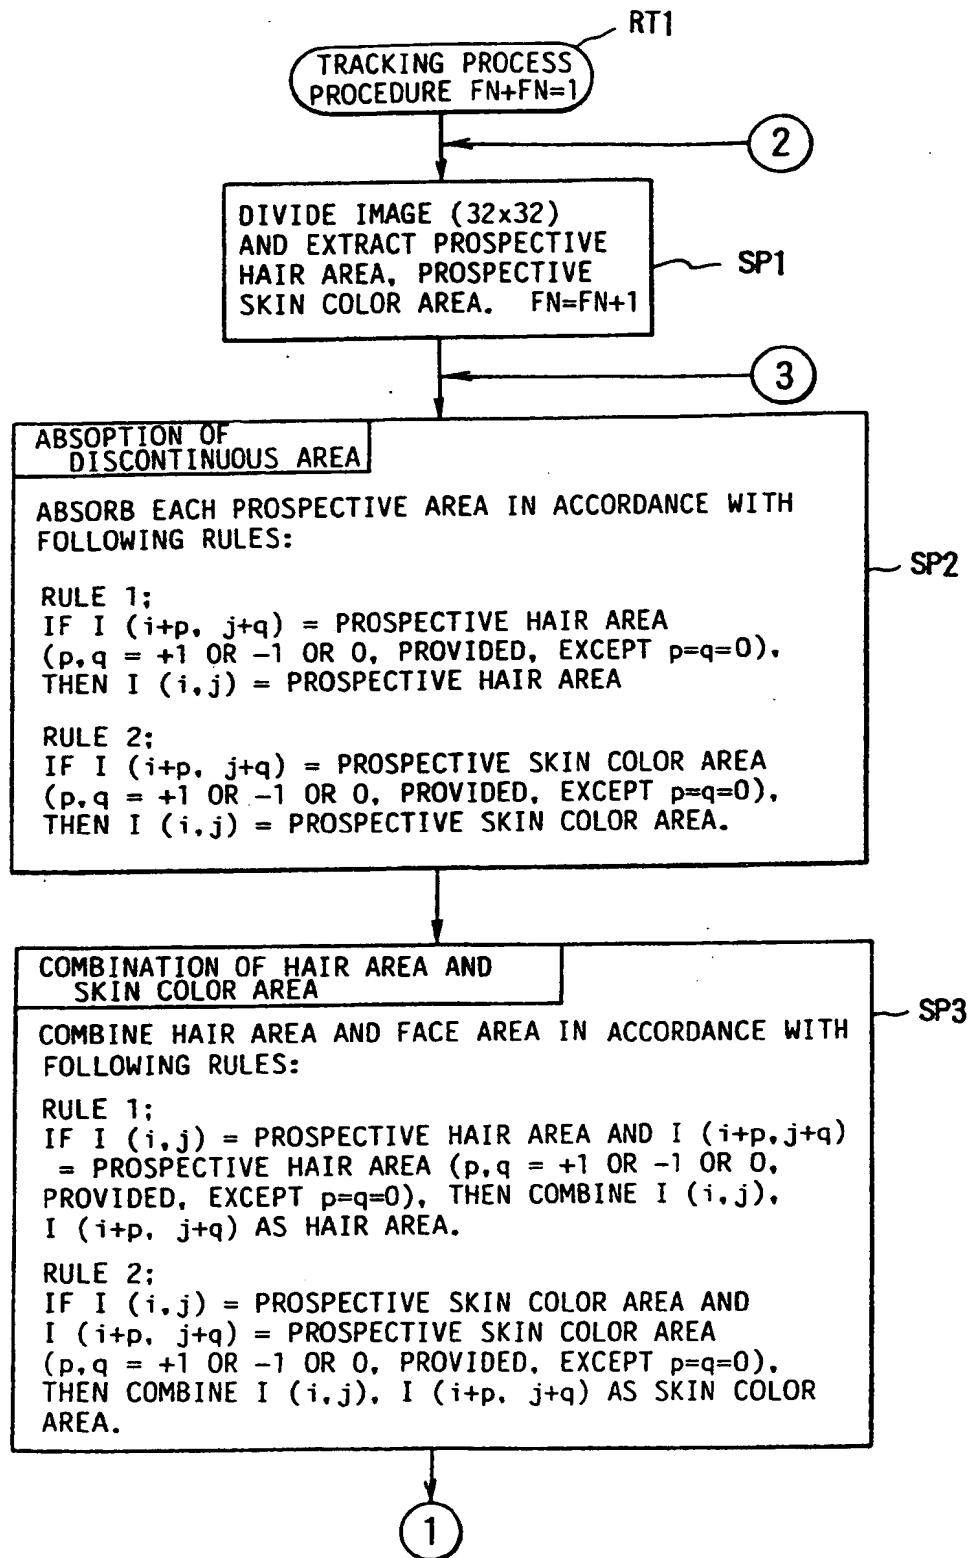 RT1
TRACKING PROCESS
PROCEDURE FN+FN=1
2
DIVIDE IMAGE (32x32)
AND EXTRACT PROSPECTIVE
HAIR AREA, PROSPECTIVE
SKIN COLOR AREA. FN=FN+1
SP1
3
ABSOPTION OF
DISCONTINUOUS AREA
ABSORB EACH PROSPECTIVE AREA IN ACCORDANCE WITH
FOLLOWING RULES:
SP2
RULE 1;
IF I (i+p, j+q) = PROSPECTIVE HAIR AREA
(p,q = +1 OR -1 OR 0, PROVIDED, EXCEPT p=q=0),
THEN I (i,j) = PROSPECTIVE HAIR AREA
RULE 2;
IF I (i+p, j+q) = PROSPECTIVE SKIN COLOR AREA
(p,q = +1 OR -1 OR 0, PROVIDED, EXCEPT p=q=0),
THEN I (i,j) = PROSPECTIVE SKIN COLOR AREA.
COMBINATION OF HAIR AREA AND
SKIN COLOR AREA
SP3
COMBINE HAIR AREA AND FACE AREA IN ACCORDANCE WITH
FOLLOWING RULES:
RULE 1;
IF I (i,j) = PROSPECTIVE HAIR AREA AND I (i+p,j+q)
= PROSPECTIVE HAIR AREA (p,q = +1 OR -1 OR 0,
PROVIDED, EXCEPT p=q=0), THEN COMBINE I (i,j),
I (i+p, j+q) AS HAIR AREA.
RULE 2;
IF I (i,j) = PROSPECTIVE SKIN COLOR AREA AND
I (i+p, j+q) = PROSPECTIVE SKIN COLOR AREA
(p,q = +1 OR -1 OR 0, PROVIDED, EXCEPT p=q=0),
THEN COMBINE I (i,j), I (i+p, j+q) AS SKIN COLOR
AREA.
1